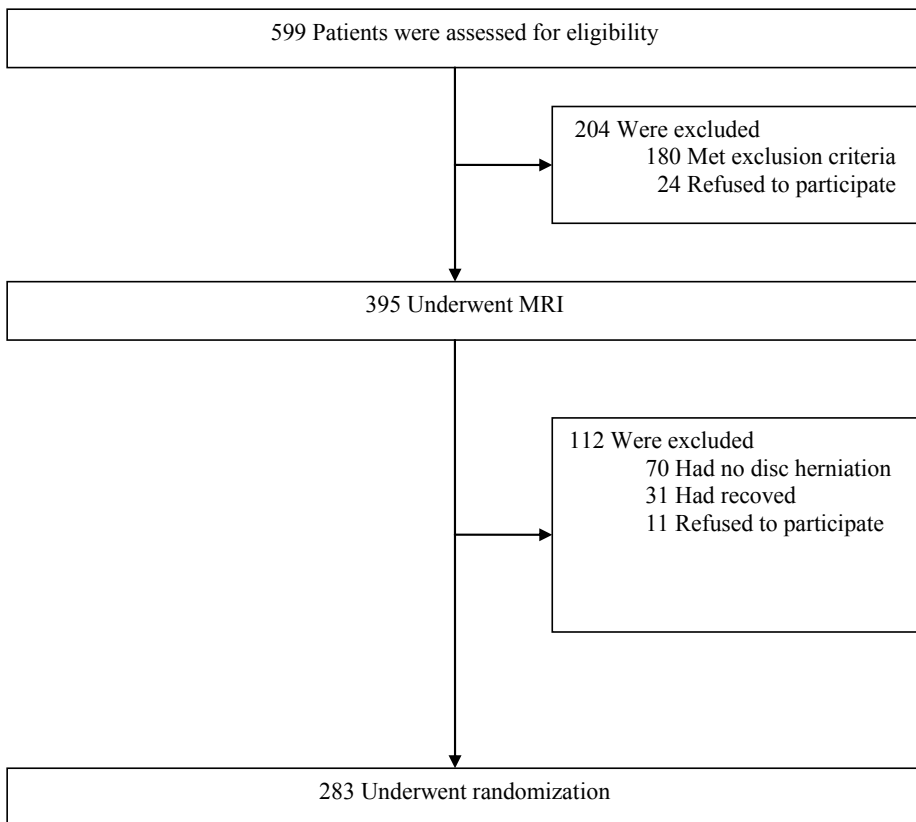 599 Patients were assessed for eligibility
204 Were excluded
180 Met exclusion criteria
24 Refused to participate
395 Underwent MRI
112 Were excluded
70 Had no disc herniation
31 Had recoved
11 Refused to participate
283 Underwent randomization